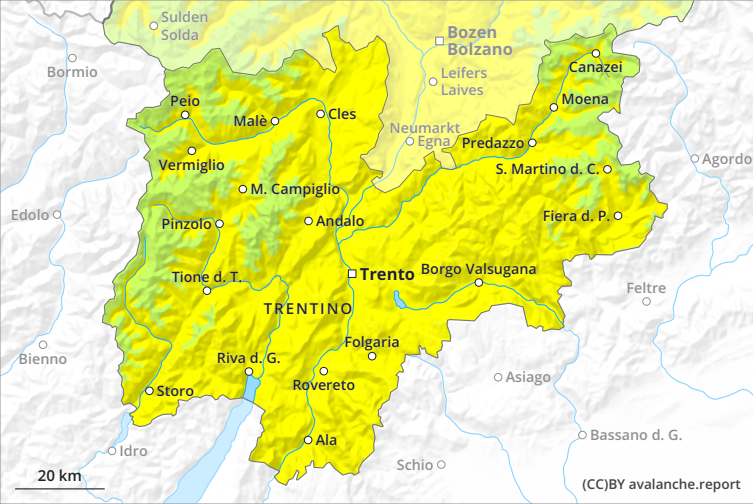 Sulden
Solda
Bozen
Bolzano
Bormio
Canazei
Leifers
Laives
Peio
Moena
Malè
Cles
Neumarkt
Egna
Predazzo
Vermiglio
Agordo
S. Martino d. C.
M. Campiglio
Edolo
Pinzolo
Andalo
Fiera d. P.
Trento
Borgo Valsugana
Tione d. T.
Feltre
TRENTINO
Folgaria
Bienno
Riva d. G.
Rovereto
Asiago
Storo
Ala
Bassano d. G.
Idro
Schio
20 km
(CC)BY avalanche.report